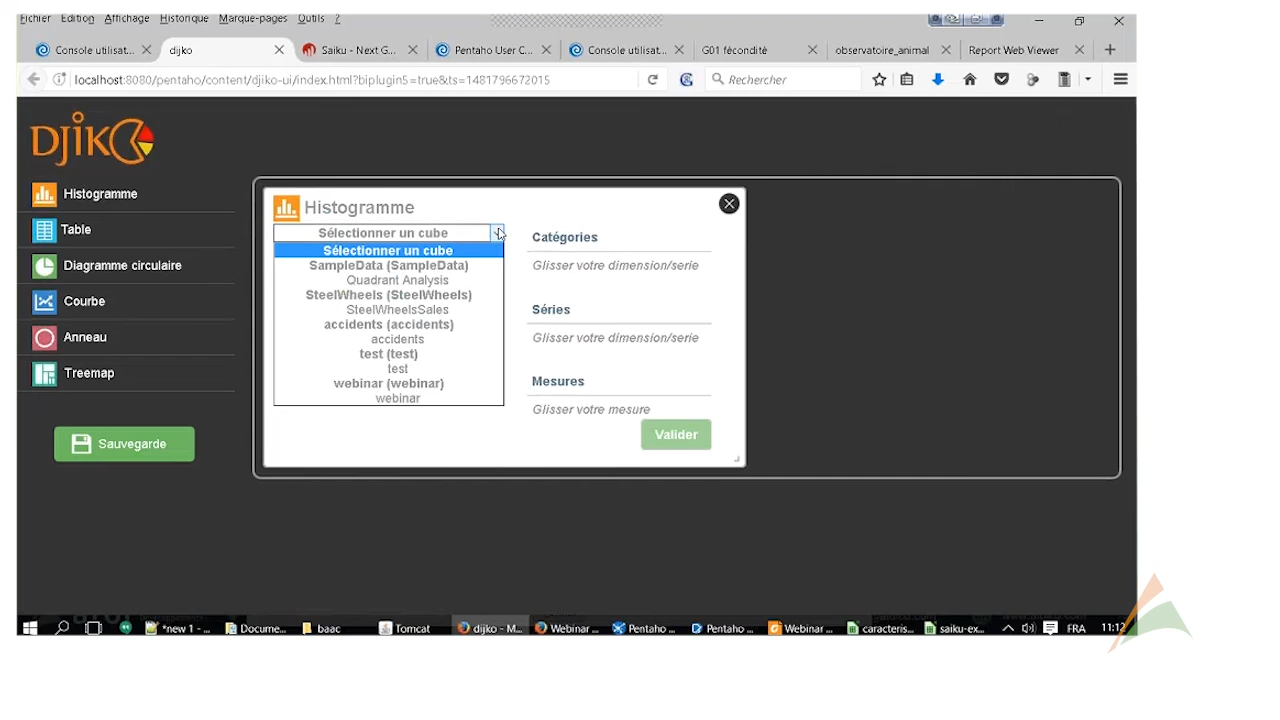 Fichier Edition Affichage Historique Marque-pages Outils ?
Console utilisat... dijko Saiku - Next G... Pentaho User C... Console utilisat... G01 fécondité observatoire_animal Report Web Viewer
localhost:8080/pentaho/content/djiko-ui/index.html?biplugin5=true&ts=1481796672015 Rechercher
DJIKO
Histogramme
Table
Diagramme circulaire
Courbe
Anneau
Treemap
Sauvegarde
Histogramme
Sélectionner un cube
Sélectionner un cube
SampleData (SampleData)
Quadrant Analysis
SteelWheels (SteelWheels)
SteelWheelsSales
accidents (accidents)
accidents
test (test)
test
webinar (webinar)
webinar
Catégories
Glisser votre dimension/serie
Séries
Glisser votre dimension/serie
Mesures
Glisser votre mesure
Valider
*new 1 - ... Docume... baac Tomcat dijko - M... Webinar ... Pentaho ... Pentaho ... Webinar ... caracteris... saiku-ex... FRA 11:12